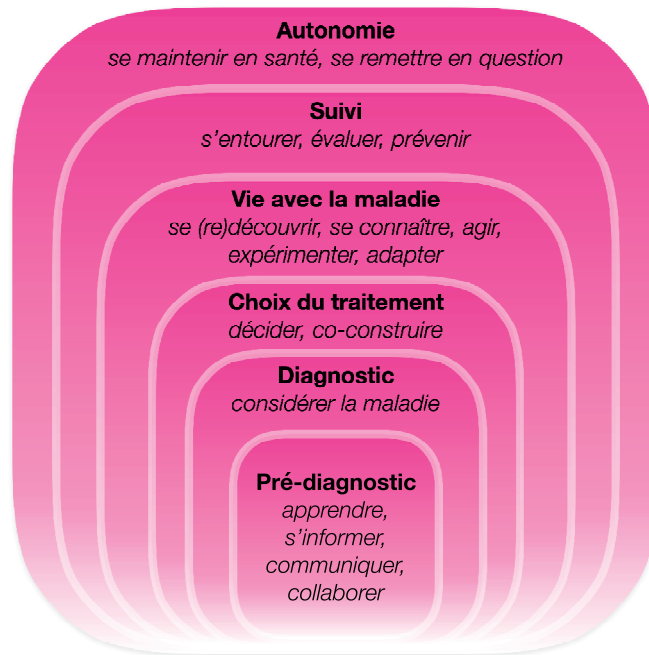 Autonomie
se maintenir en santé, se remettre en question
Suivi
s’entourer, évaluer, prévenir
Vie avec la maladie
se (re)découvrir, se connaître, agir,
expérimenter, adapter
Choix du traitement
décider, co-construire
Diagnostic
considérer la maladie
Pré-diagnostic
apprendre,
s’informer,
communiquer,
collaborer